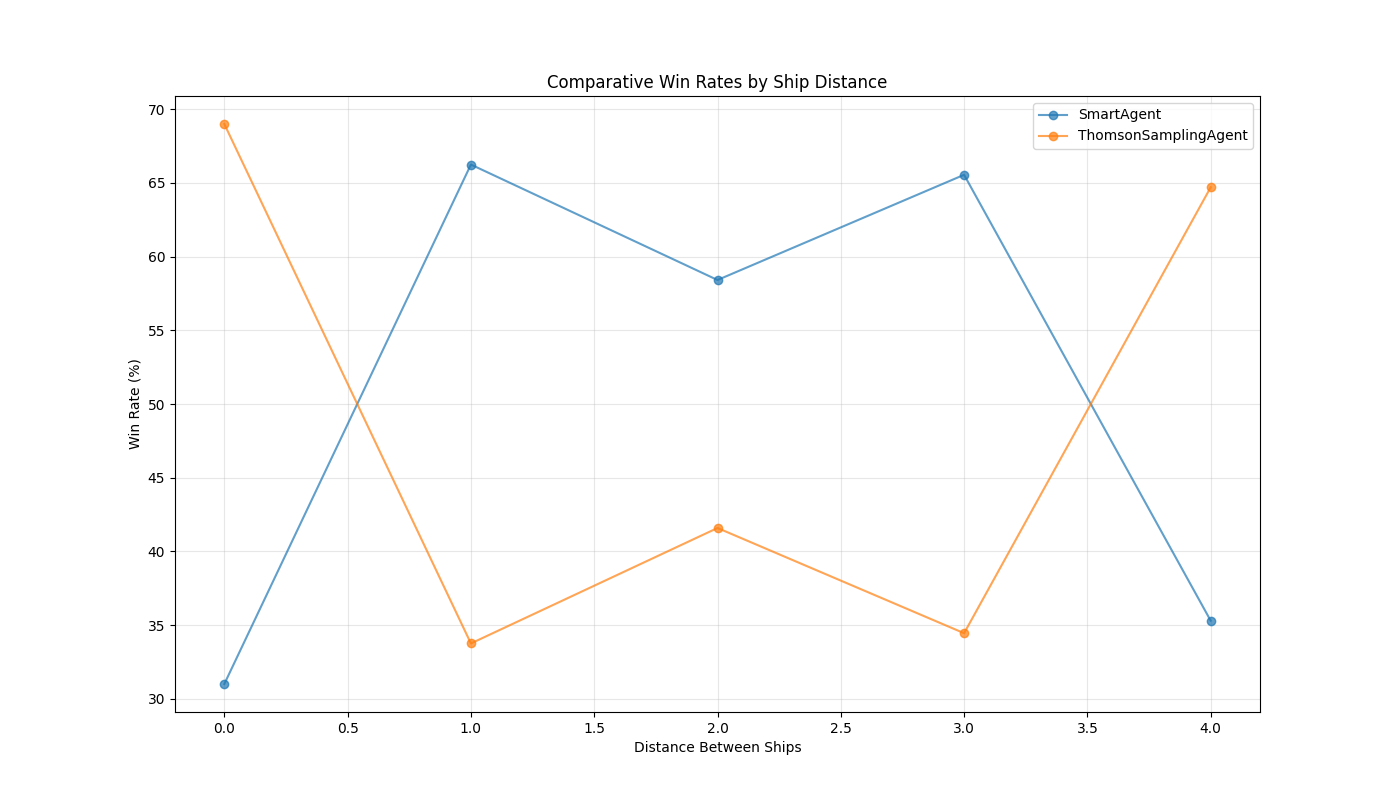 Comparative Win Rates by Ship Distance
SmartAgent
ThomsonSamplingAgent
Win Rate (%)
70
65
60
55
50
45
40
35
30
0.0 0.5 1.0 1.5 2.0 2.5 3.0 3.5 4.0
Distance Between Ships